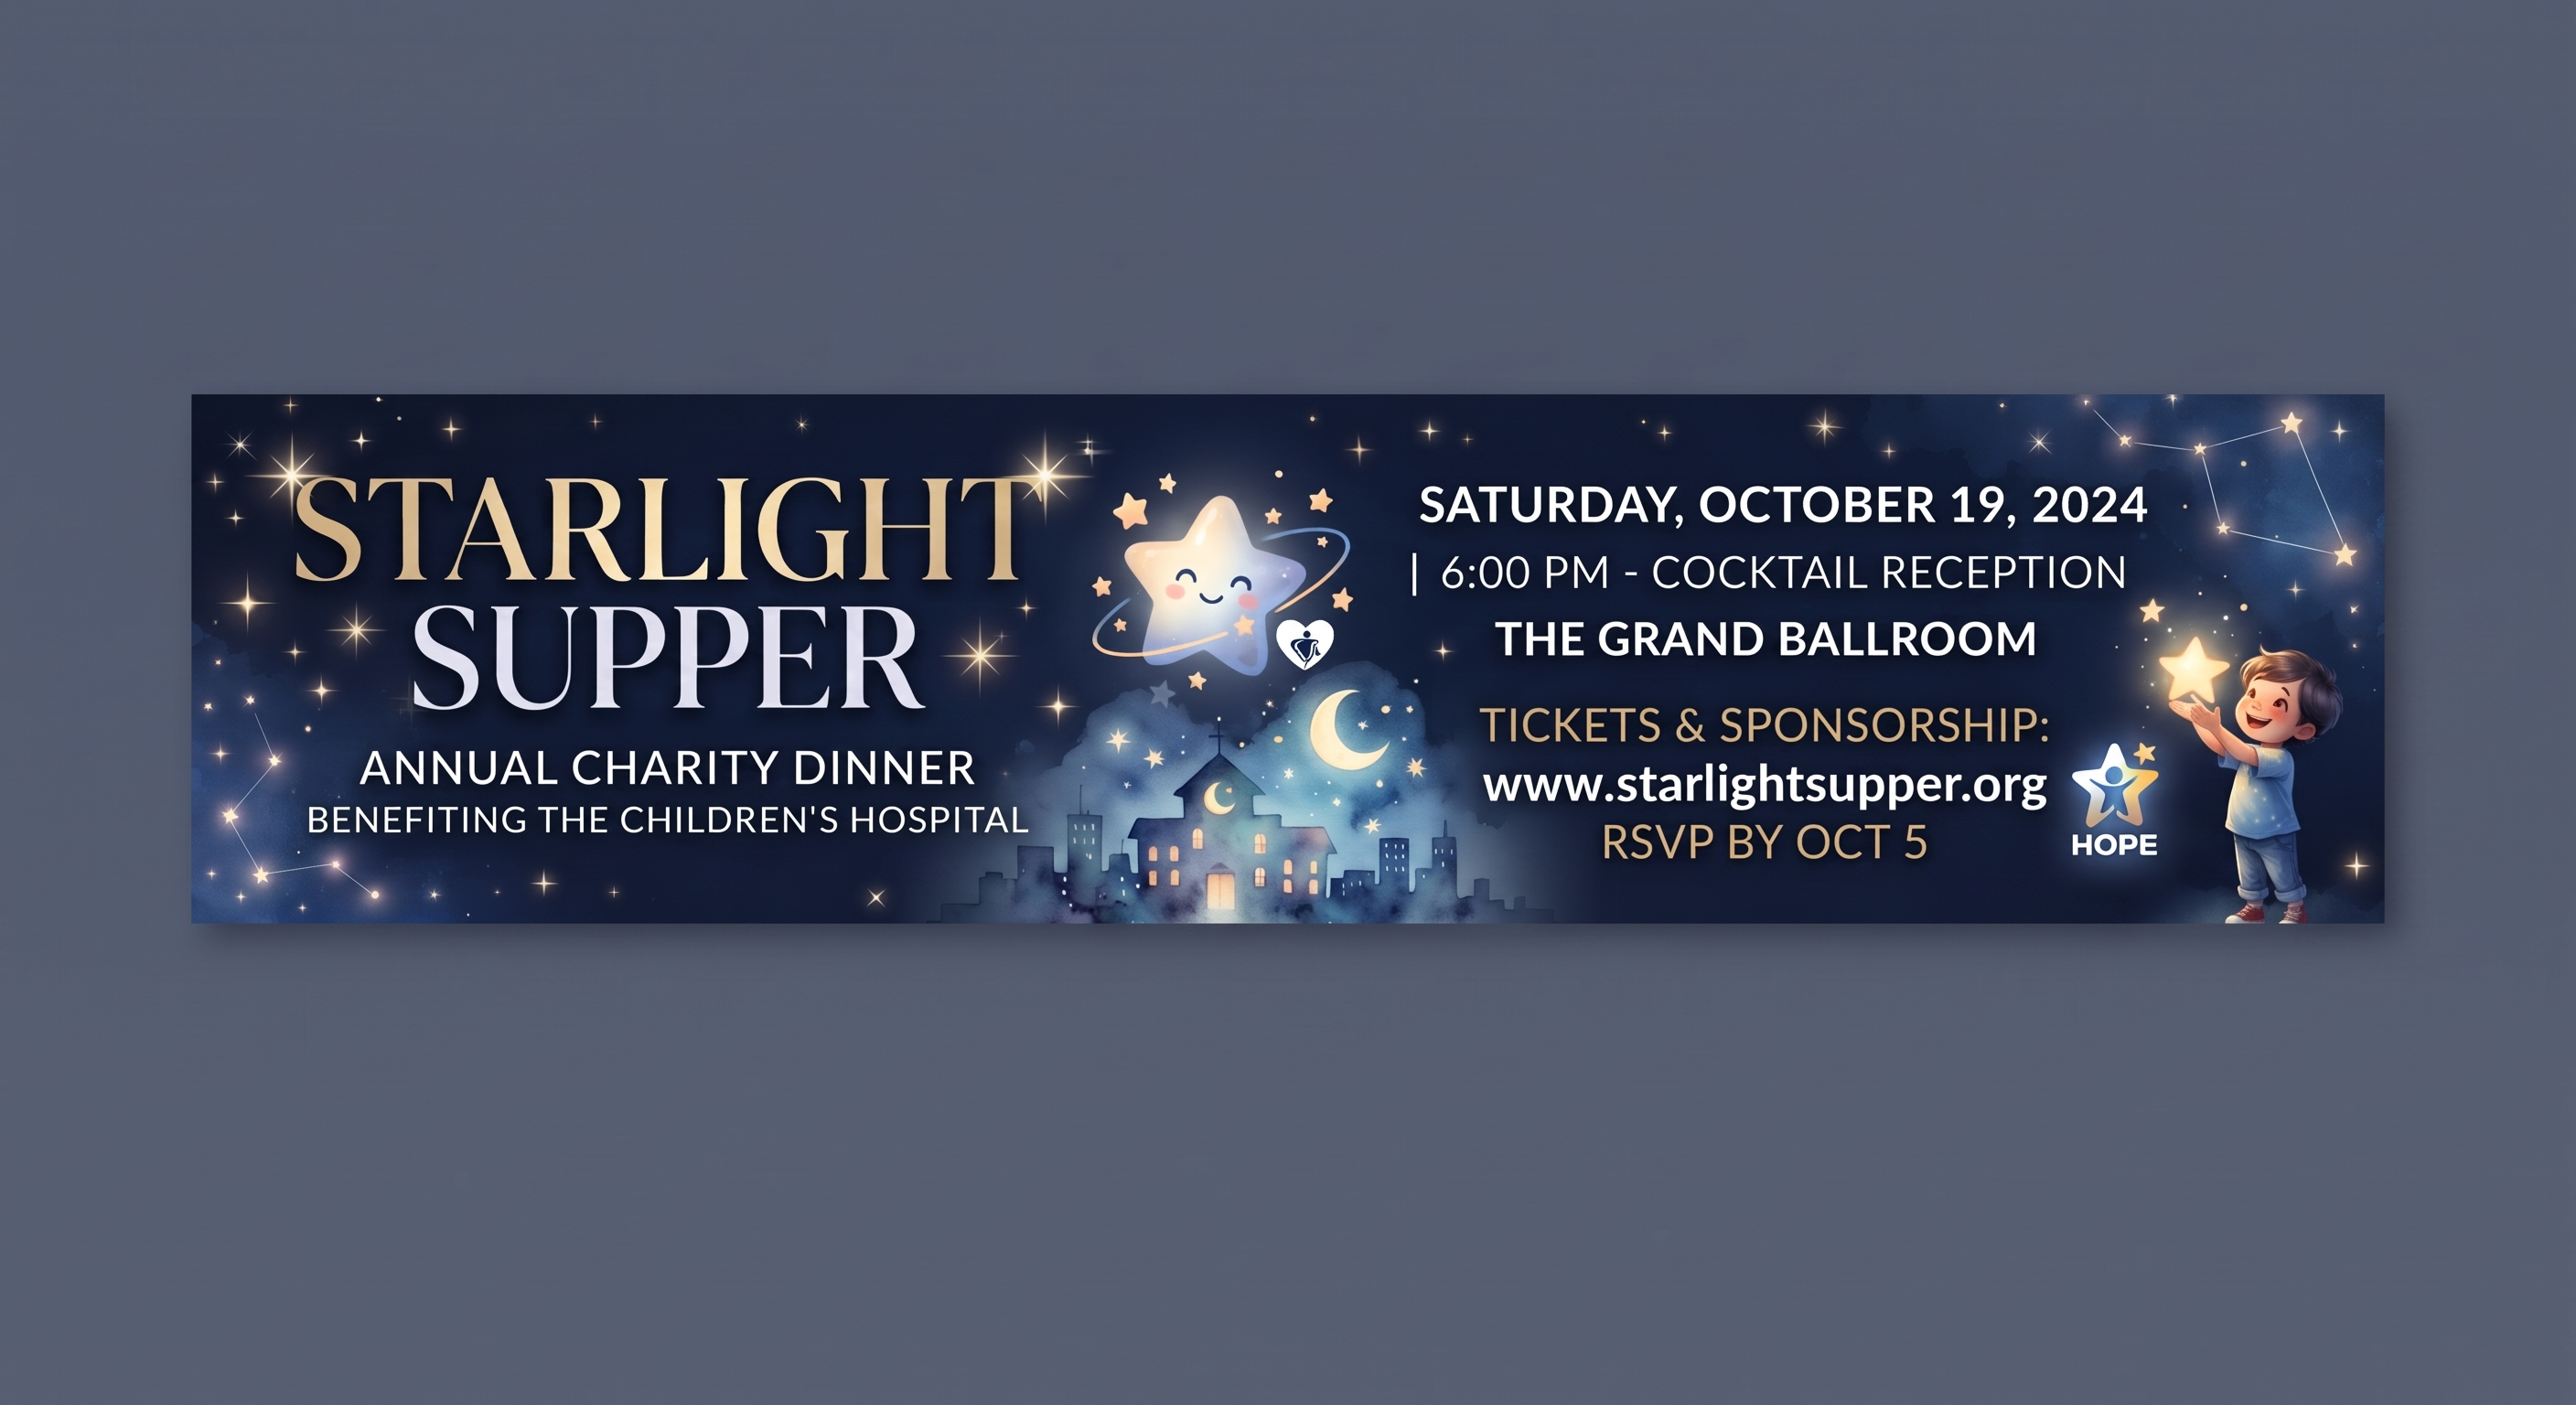 STARLIGHT
SUPPER
ANNUAL CHARITY DINNER
BENEFITING THE CHILDREN'S HOSPITAL
SATURDAY, OCTOBER 19, 2024
| 6:00 PM - COCKTAIL RECEPTION
THE GRAND BALLROOM
TICKETS & SPONSORSHIP:
www.starlightsupper.org
RSVP BY OCT 5
HOPE